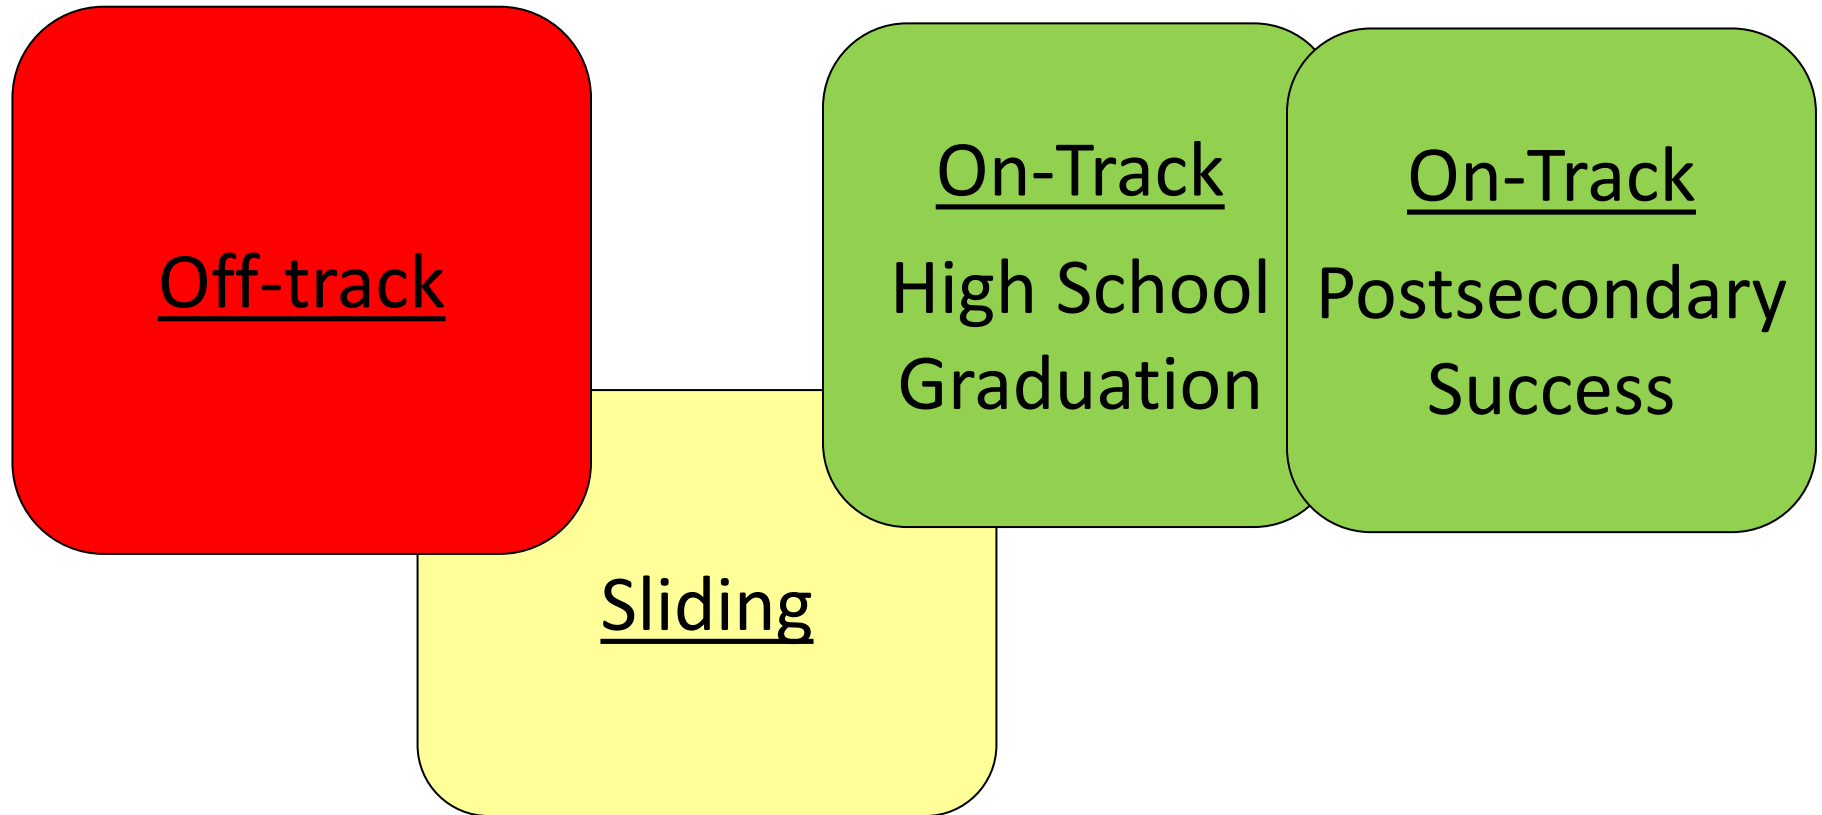 Off-track
On-Track
High School
Graduation
On-Track
Postsecondary
Success
Sliding